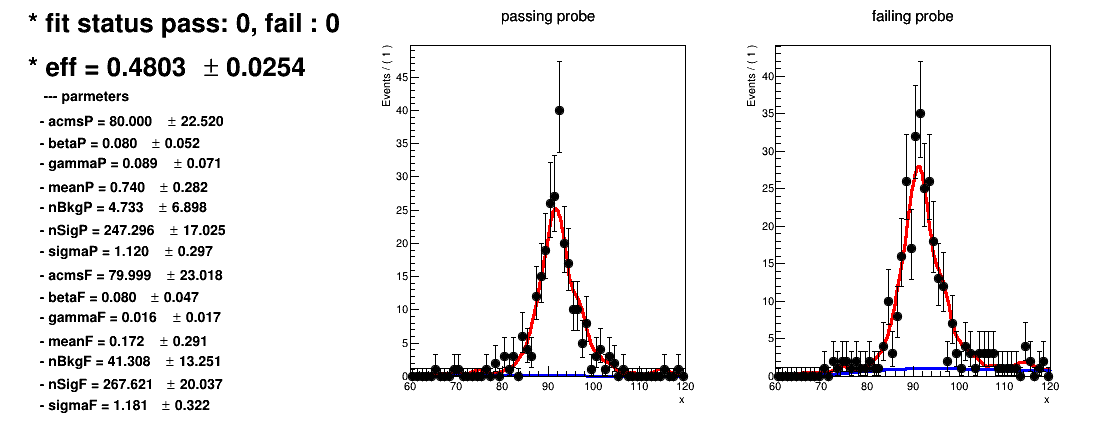 * fit status pass: 0, fail : 0
* eff = 0.4803 ± 0.0254
--- parmeters
- acmsP = 80.000 ± 22.520
- betaP = 0.080 ± 0.052
- gammaP = 0.089 ± 0.071
- meanP = 0.740 ± 0.282
- nBkgP = 4.733 ± 6.898
- nSigP = 247.296 ± 17.025
- sigmaP = 1.120 ± 0.297
- acmsF = 79.999 ± 23.018
- betaF = 0.080 ± 0.047
- gammaF = 0.016 ± 0.017
- meanF = 0.172 ± 0.291
- nBkgF = 41.308 ± 13.251
- nSigF = 267.621 ± 20.037
- sigmaF = 1.181 ± 0.322
passing probe
Events / ( 1 )
45
40
35
30
25
20
15
10
5
0
60 70 80 90 100 110 120
x
failing probe
Events / ( 1 )
40
35
30
25
20
15
10
5
0
60 70 80 90 100 110 120
x